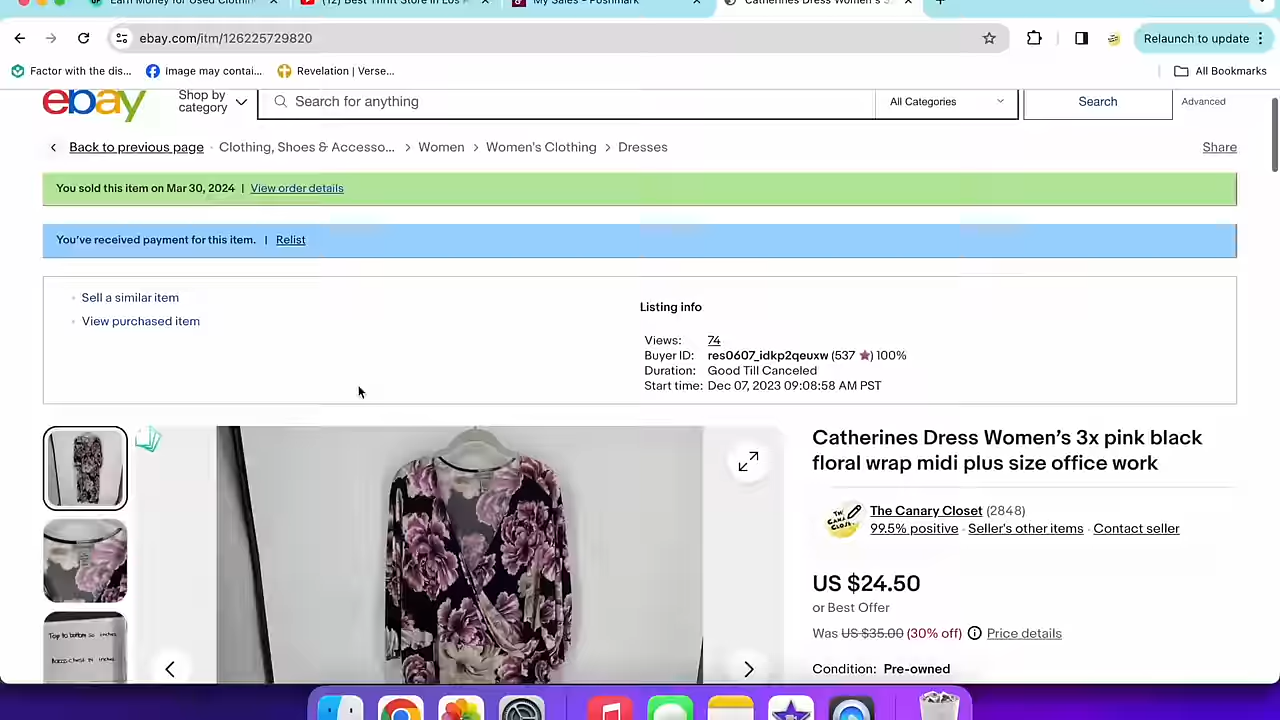 Earn Money for Used Clothin
(12) Best Thrift Store in Los A
My Sales - Poshmark
Catherines Dress Women's 3x
ebay.com/itm/126225729820
Relaunch to update
Factor with the dis...
Image may contai...
Revelation | Verse...
All Bookmarks
ebay
Shop by
category
Search for anything
All Categories
Search
Advanced
Back to previous page
Clothing, Shoes & Accesso...
Women
Women's Clothing
Dresses
Share
You sold this item on Mar 30, 2024 | View order details
You've received payment for this item. | Relist
Sell a similar item
View purchased item
Listing info
Views: 74
Buyer ID: res0607_idkp2qeuxw (537 ★) 100%
Duration: Good Till Canceled
Start time: Dec 07, 2023 09:08:58 AM PST
Catherines Dress Women's 3x pink black
floral wrap midi plus size office work
The Canary Closet (2848)
99.5% positive · Seller's other items · Contact seller
US $24.50
or Best Offer
Was US $35.00 (30% off) Price details
Condition: Pre-owned